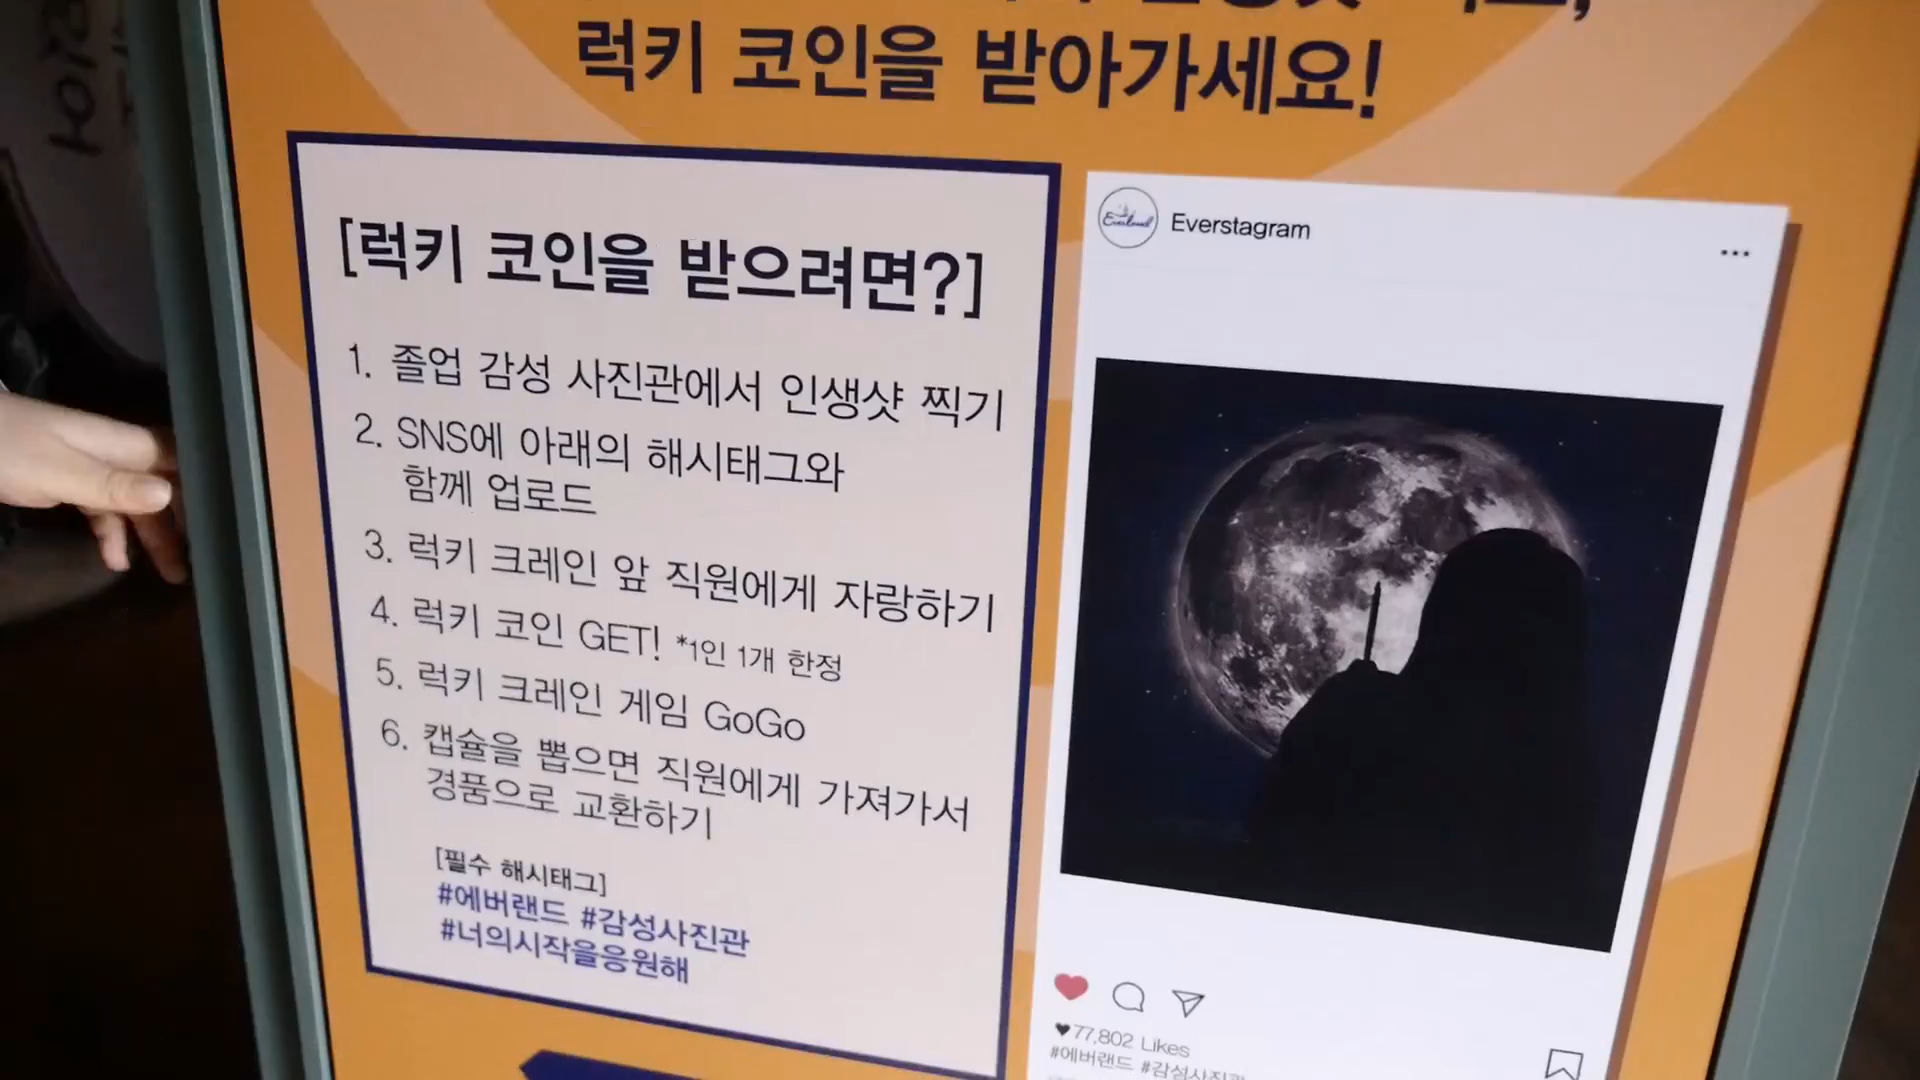 럭키 코인을 받아가세요!
[럭키 코인을 받으려면?]
1. 졸업 감성 사진관에서 인생샷 찍기
2. SNS에 아래의 해시태그와
함께 업로드
3. 럭키 크레인 앞 직원에게 자랑하기
4. 럭키 코인 GET! *1인 1개 한정
5. 럭키 크레인 게임 GoGo
6. 캡슐을 뽑으면 직원에게 가져가서
경품으로 교환하기
[필수 해시태그]
#에버랜드 #감성사진관
#너의시작을응원해
Everland
Everstagram
77,802 Likes
#에버랜드 #감성사진관